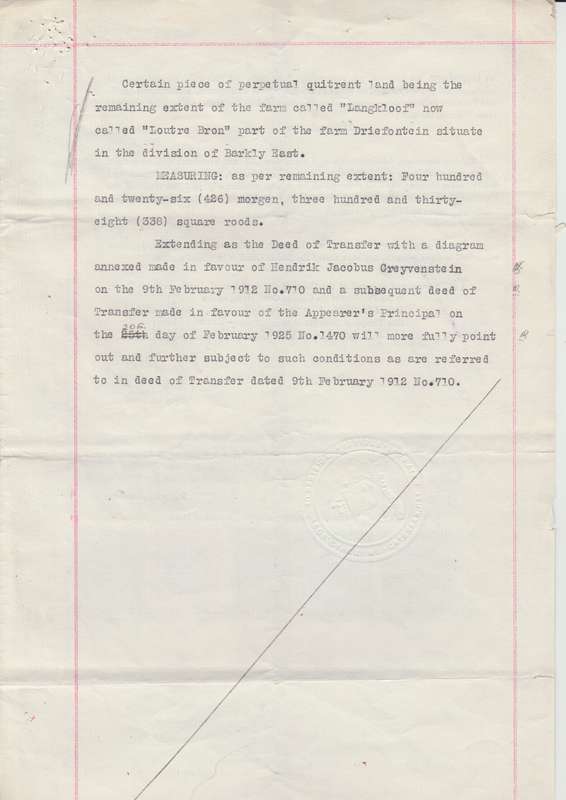 Certain piece of perpetual quitrent land being the
remaining extent of the farm called "Langkloof" now
called "Loutre Bron" part of the farm Driefontein situate
in the division of Barkly East.
MEASURING: as per remaining extent: Four hundred
and twenty-six (426) morgen, three hundred and thirty-
eight (338) square roods.
Extending as the Deed of Transfer with a diagram
annexed made in favour of Hendrik Jacobus Greyvenstein
on the 9th February 1912 No.710 and a subsequent deed of
Transfer made in favour of the Appearer's Principal on
the 25th day of February 1925 No.1470 will more fully point
out and further subject to such conditions as are referred
to in deed of Transfer dated 9th February 1912 No.710.